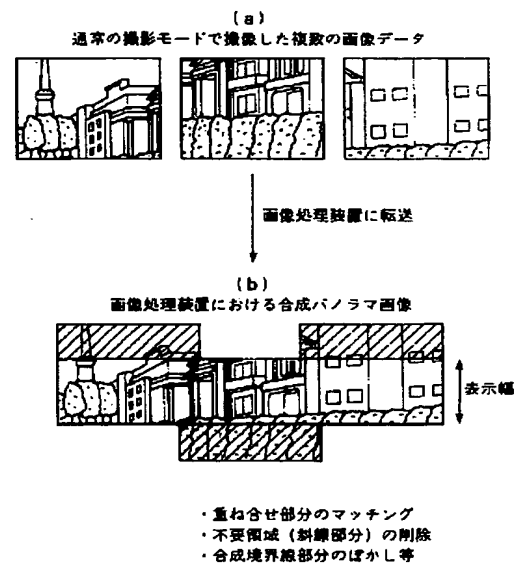 (a)
通常の撮影モードで撮像した複数の画像データ
画像処理装置に転送
(b)
画像処理装置における合成パノラマ画像
表示幅
・重ね合せ部分のマッチング
・不要領域(斜線部分)の削除
・合成境界線部分のぼかし等